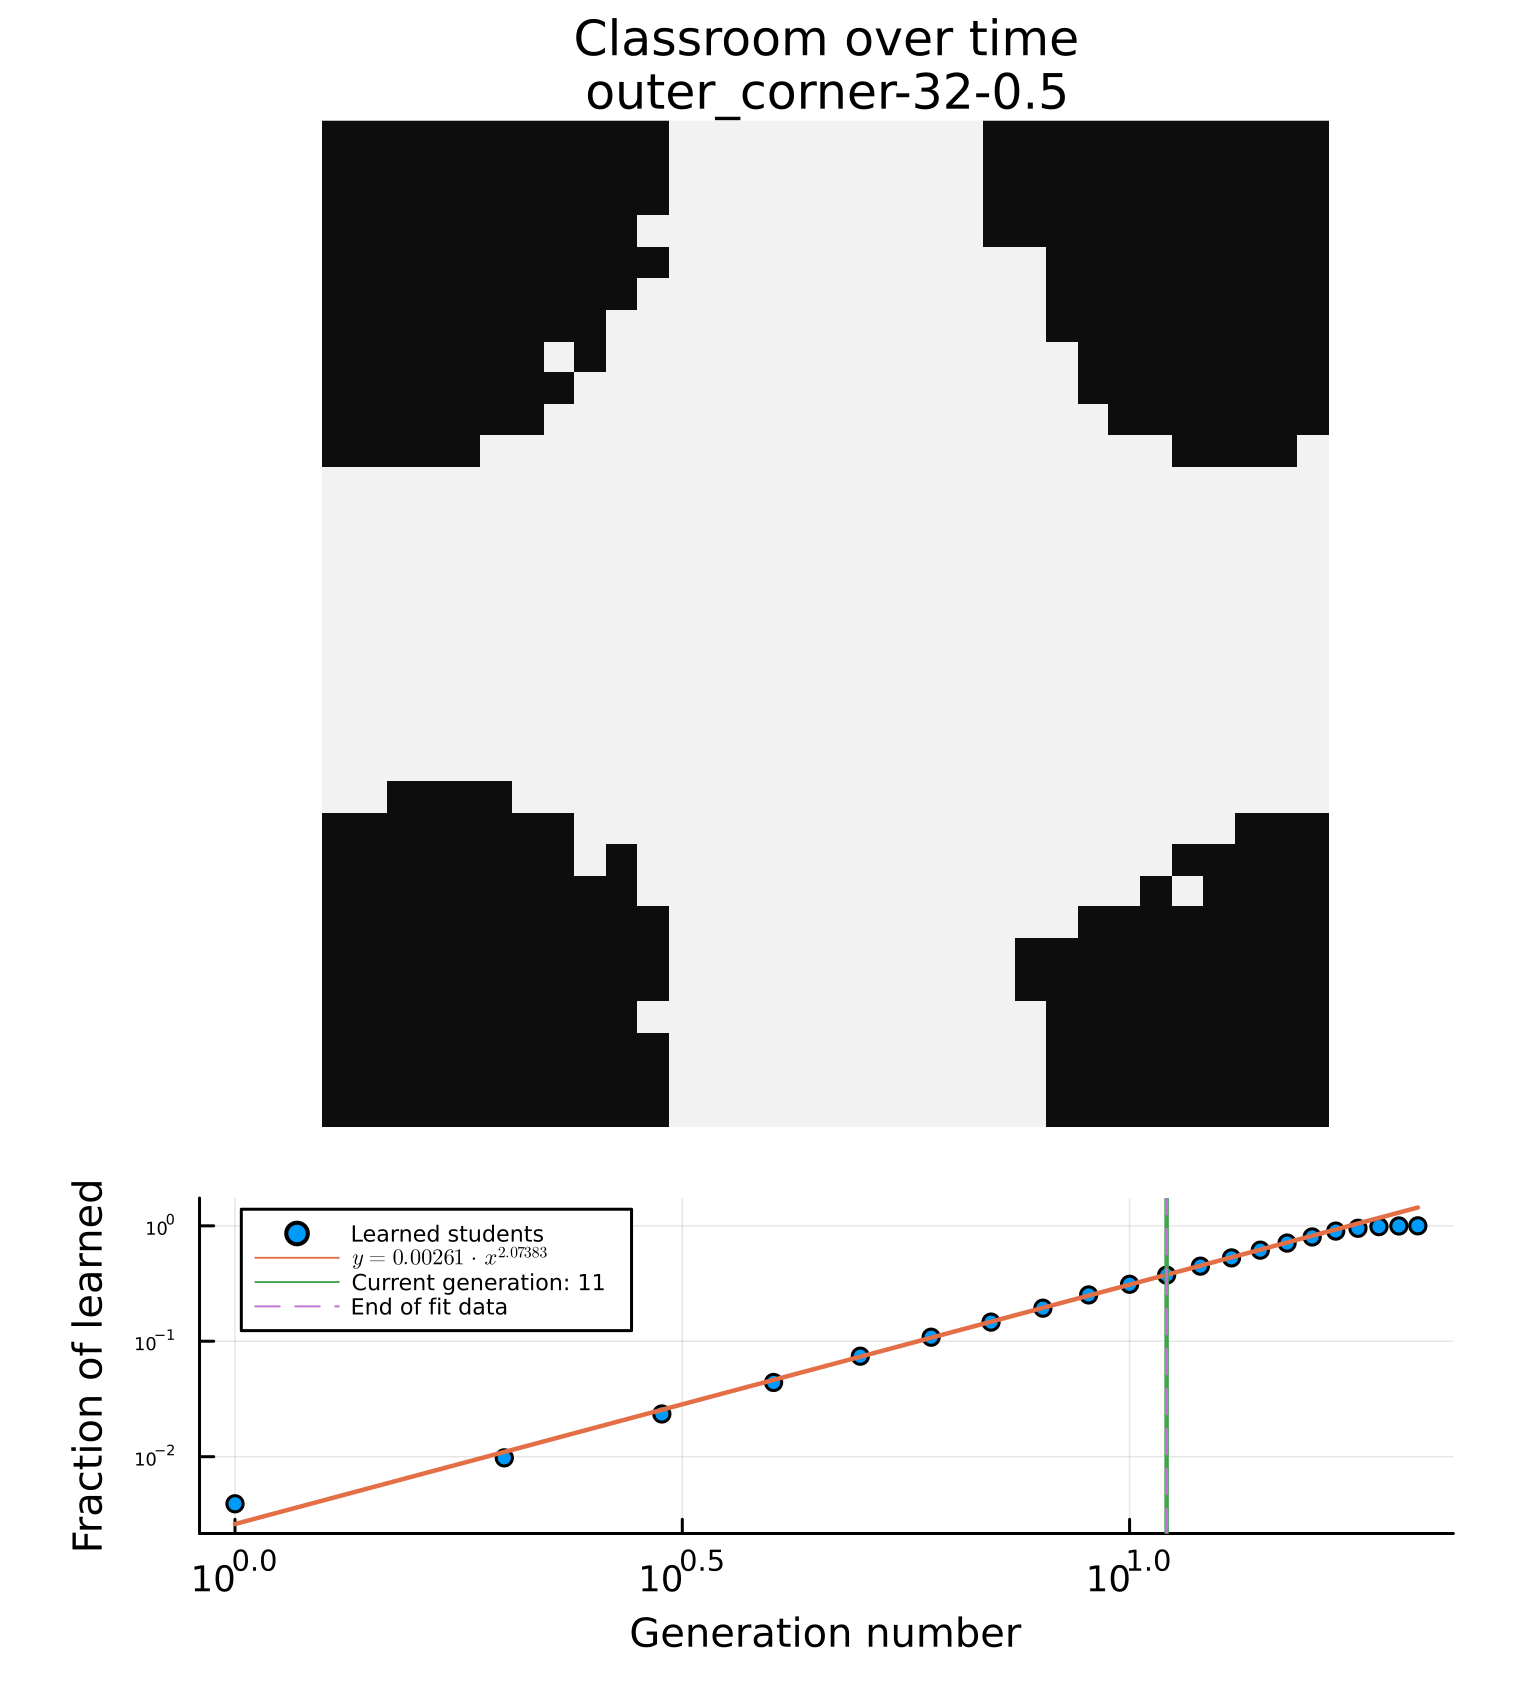 Classroom over time
outer_corner-32-0.5
Fraction of learned
10^0
10^-1
10^-2
Learned students
y = 0.00261 · x^2.07383
Current generation: 11
End of fit data
10^0.0
10^0.5
10^1.0
Generation number